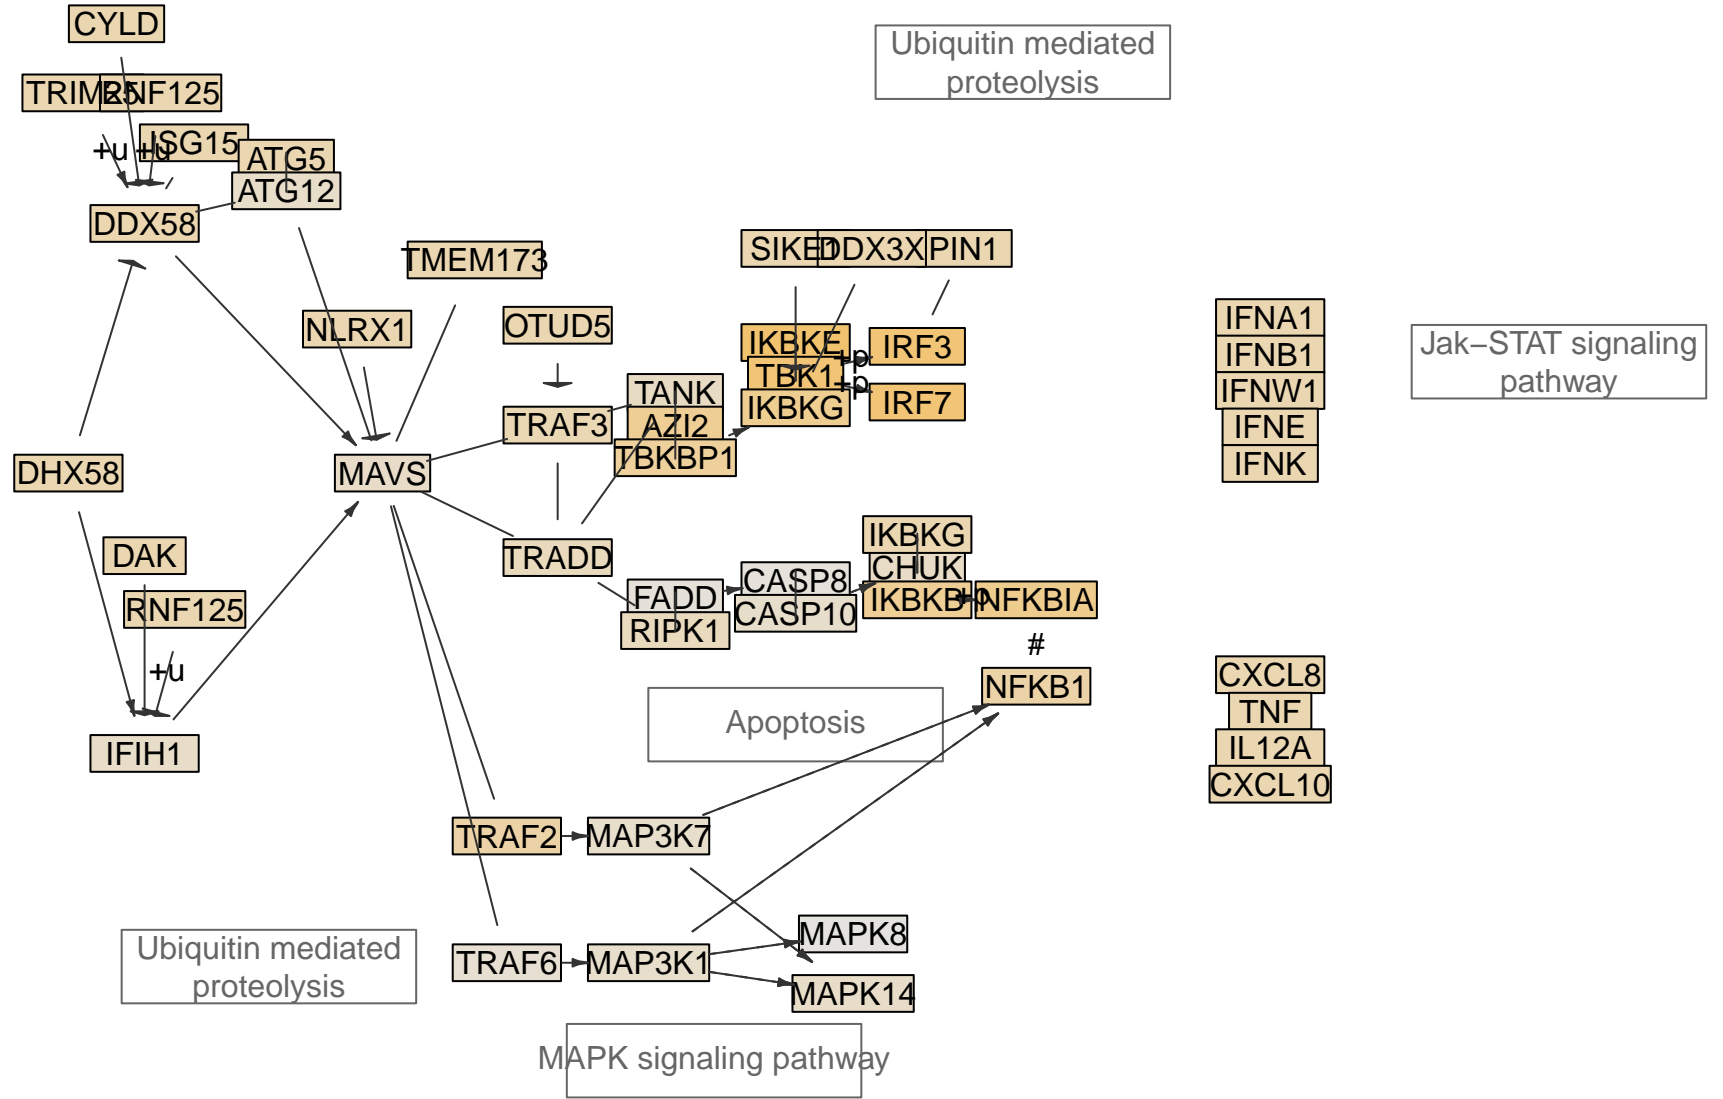 CYLD
Ubiquitin mediated
proteolysis
TRIM25
RNF125
+u
+u
ISG15
ATG5
ATG12
DDX58
TMEM173
SIKE1
DDX3X
PIN1
NLRX1
OTUD5
IKBKE
IRF3
+p
TBK1
+p
IKBKG
IRF7
IFNA1
IFNB1
IFNW1
IFNE
IFNK
Jak−STAT signaling
pathway
TANK
TRAF3
AZI2
TBKBP1
DHX58
MAVS
DAK
RNF125
+u
IFIH1
TRADD
FADD
RIPK1
CASP8
CASP10
IKBKG
CHUK
IKBKB
+p
NFKBIA
#
NFKB1
Apoptosis
CXCL8
TNF
IL12A
CXCL10
TRAF2
MAP3K7
Ubiquitin mediated
proteolysis
TRAF6
MAP3K1
MAPK8
MAPK14
MAPK signaling pathway